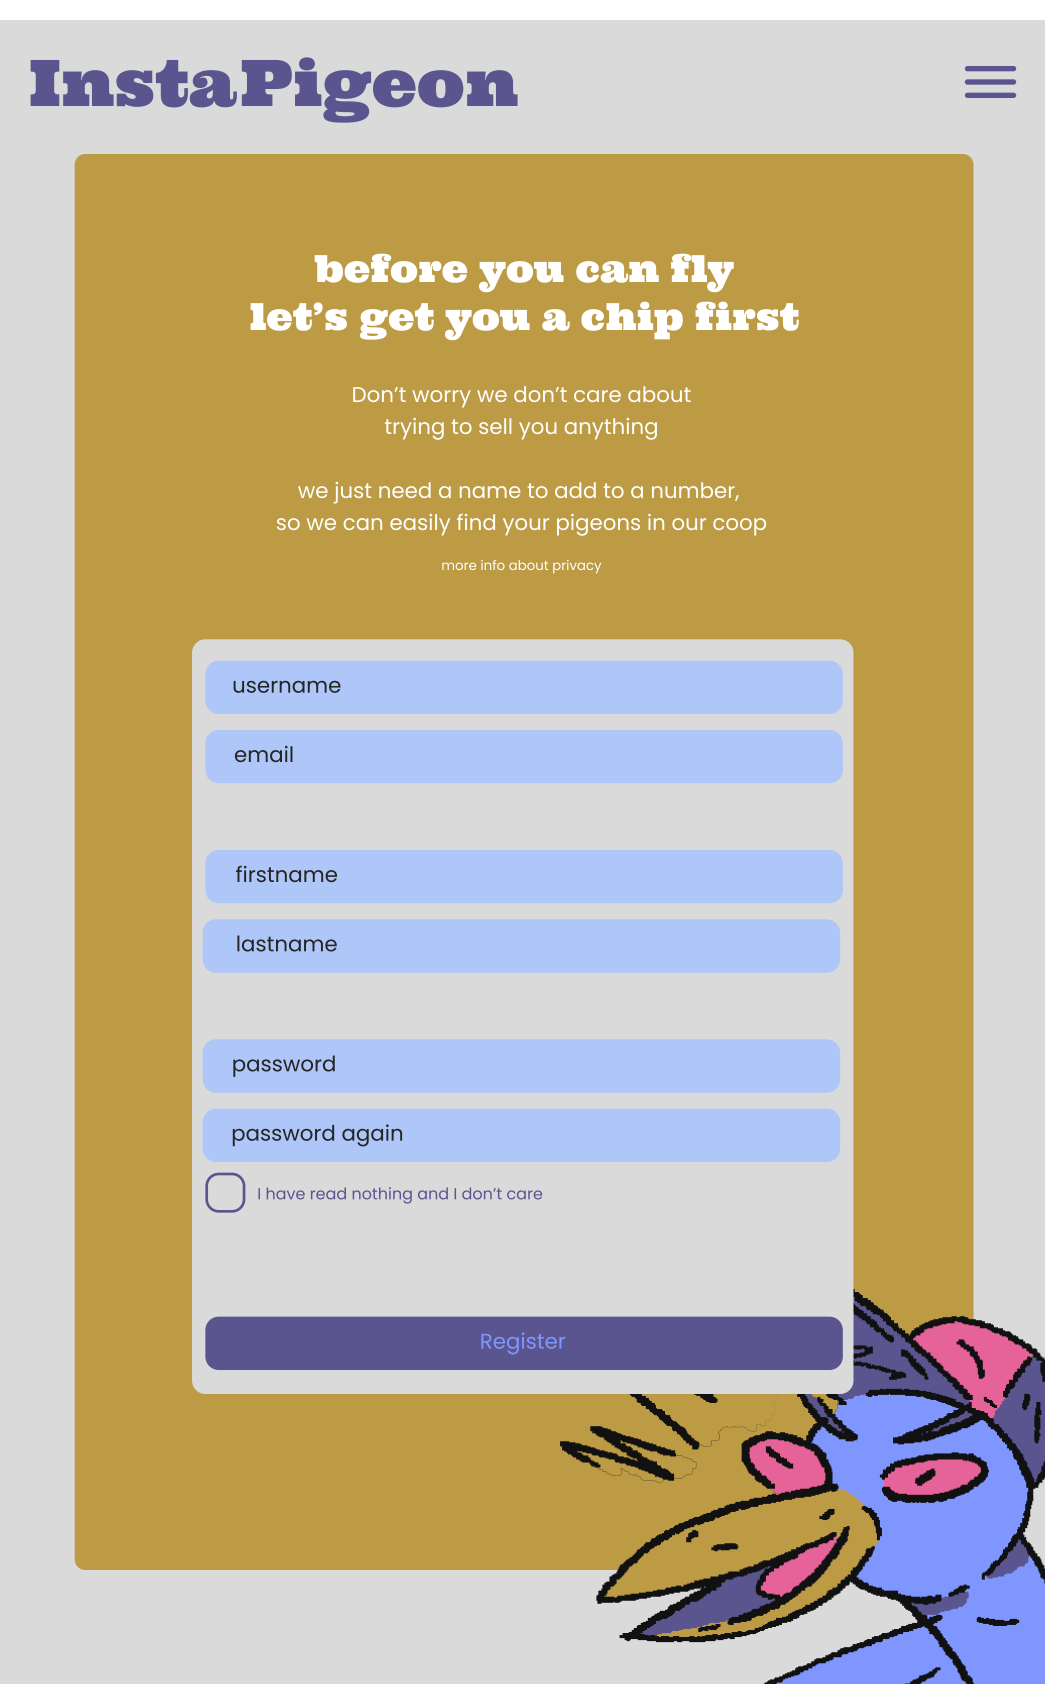 InstaPigeon
before you can fly
let's get you a chip first
Don't worry we don't care about
trying to sell you anything
we just need a name to add to a number,
so we can easily find your pigeons in our coop
more info about privacy
username
email
firstname
lastname
password
password again
I have read nothing and I don't care
Register